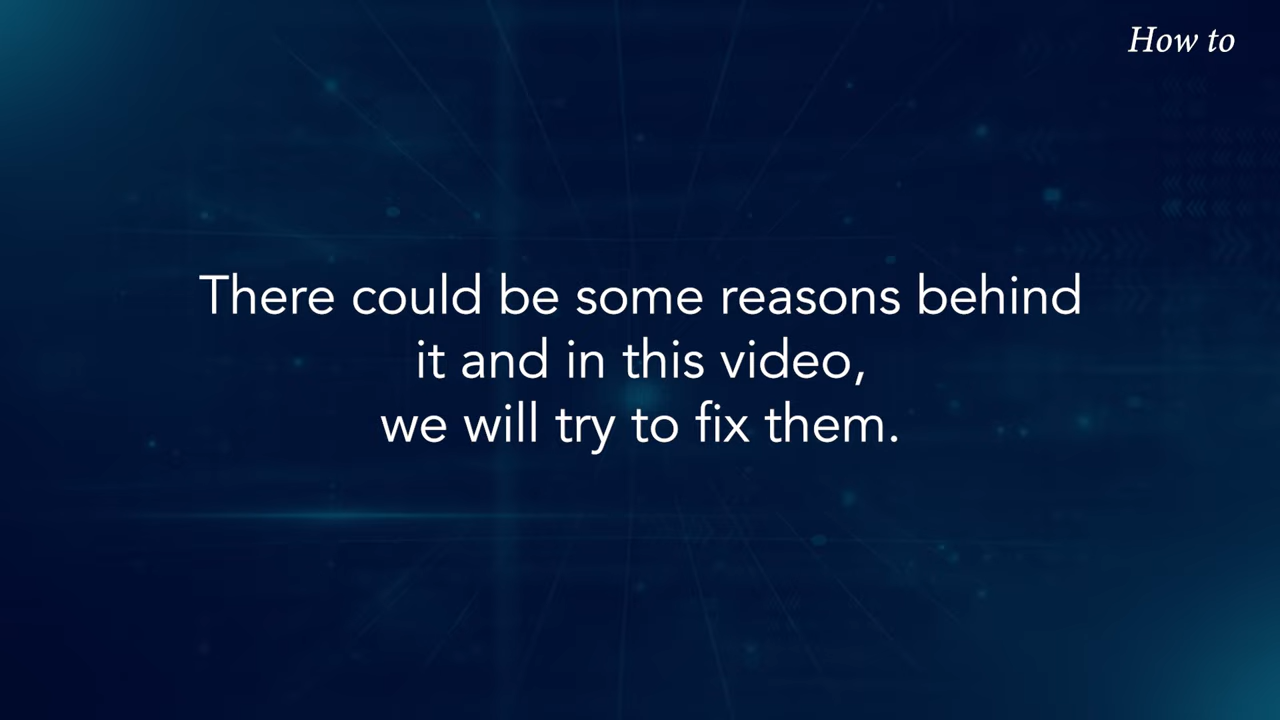 How to
There could be some reasons behind
it and in this video,
we will try to fix them.